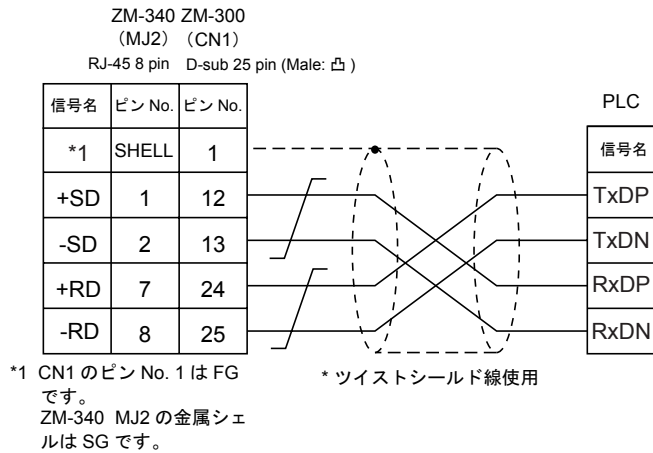 ZM-340 ZM-300
（MJ2）（CN1）
RJ-45 8 pin D-sub 25 pin (Male: 凸 )
信号名 ピン No. ピン No.
*1 SHELL 1
+SD 1 12
-SD 2 13
+RD 7 24
-RD 8 25
PLC
信号名
TxDP
TxDN
RxDP
RxDN
*1 CN1 のピン No. 1 は FG
です。
ZM-340 MJ2 の金属シェ
ルは SG です。
* ツイストシールド線使用